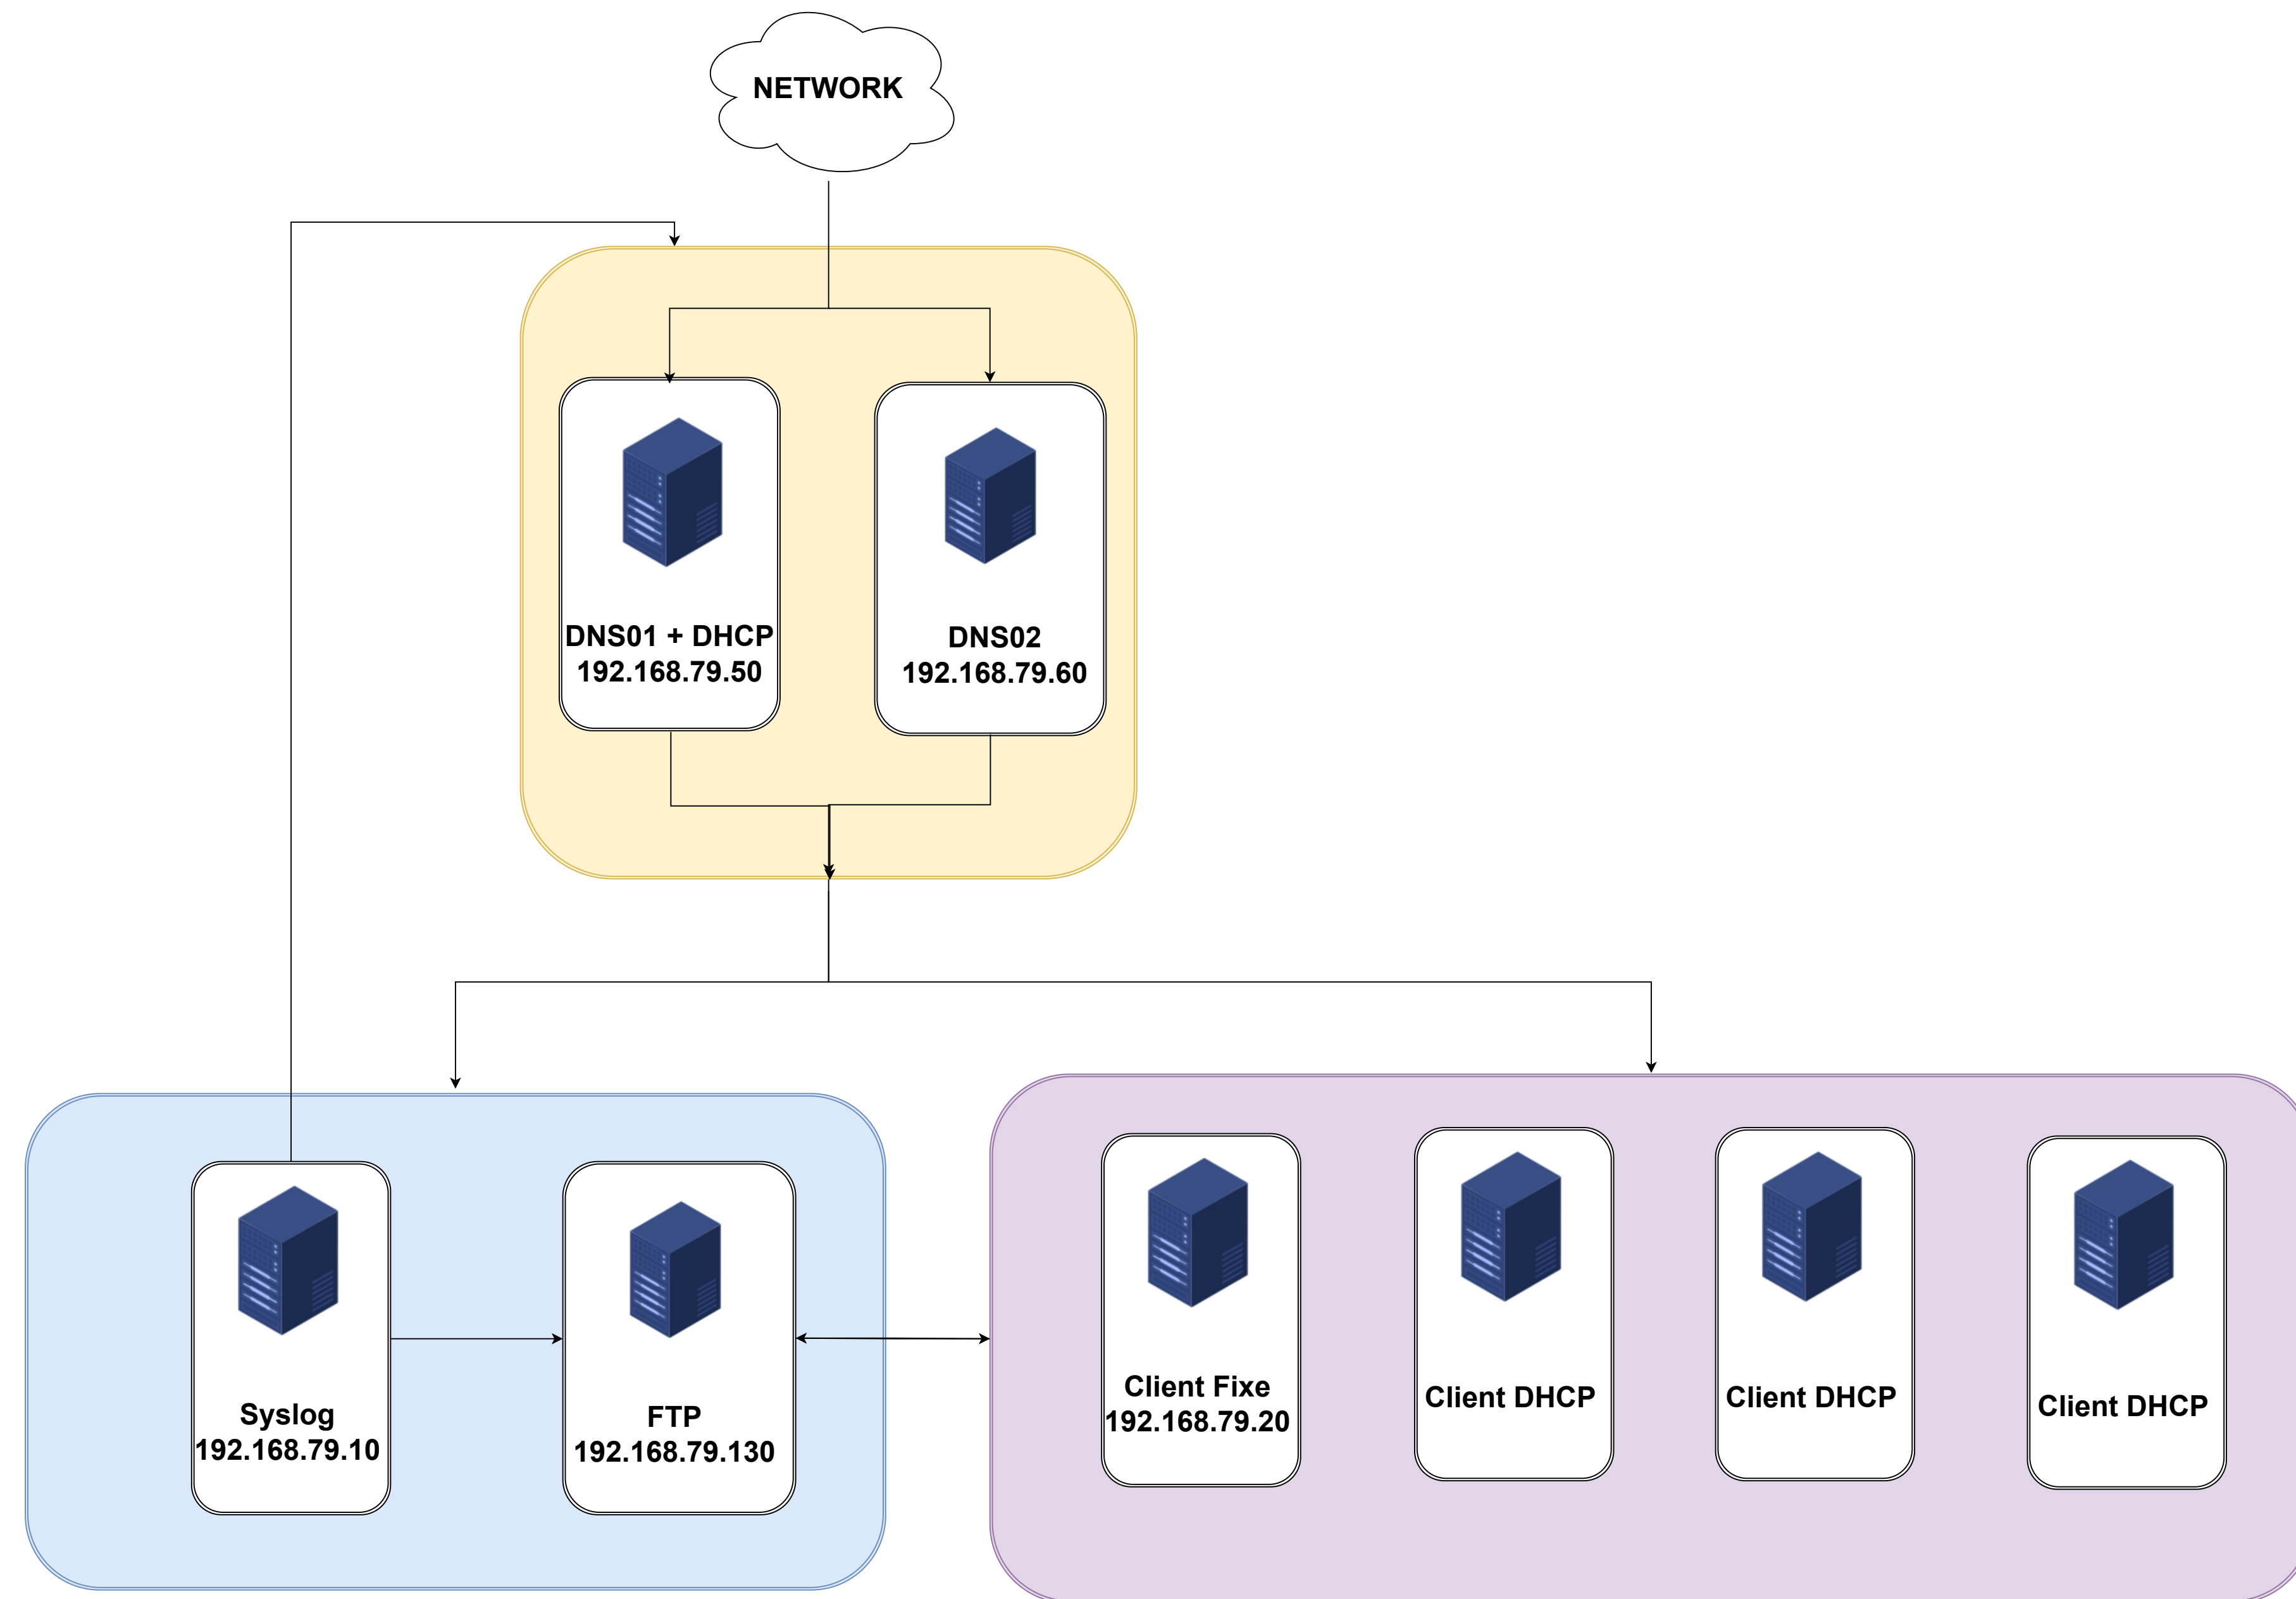 NETWORK
DNS01 + DHCP
192.168.79.50
DNS02
192.168.79.60
Syslog
192.168.79.10
FTP
192.168.79.130
Client Fixe
192.168.79.20
Client DHCP
Client DHCP
Client DHCP